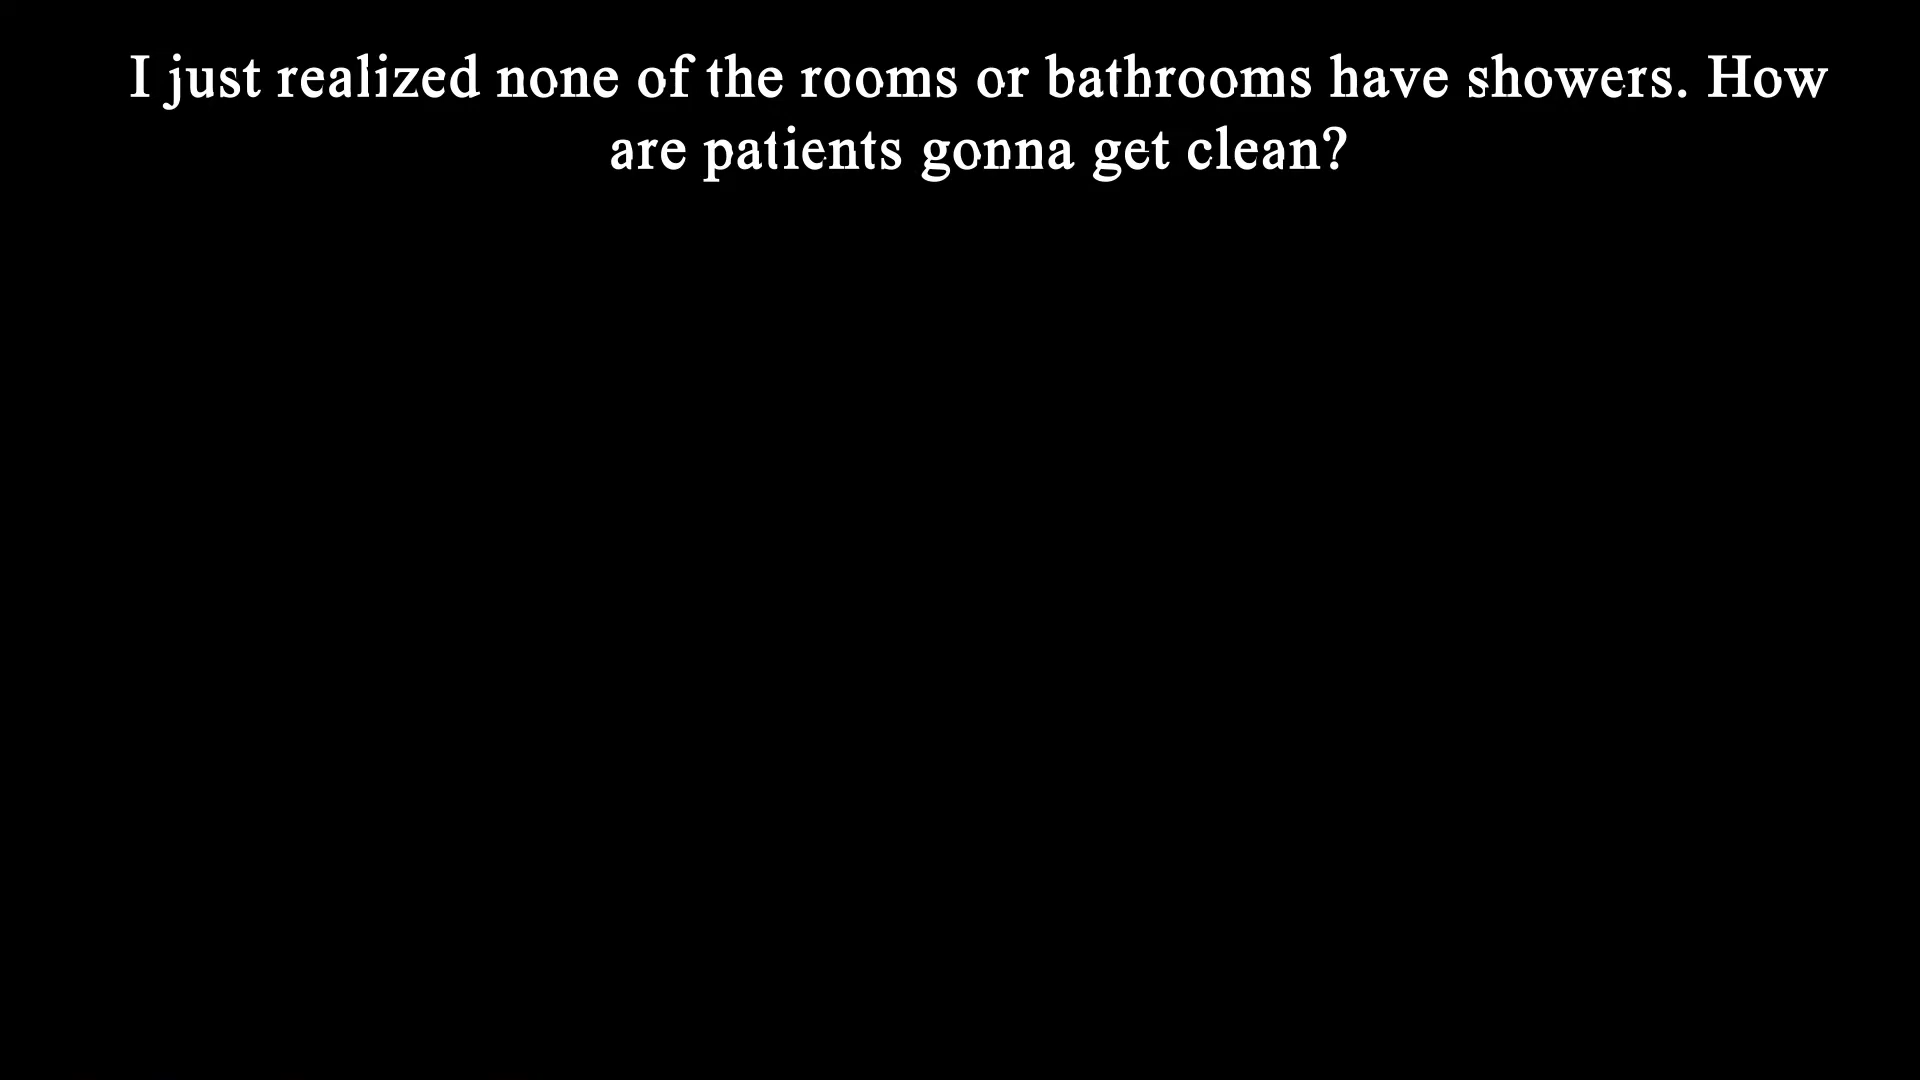 I just realized none of the rooms or bathrooms have showers. How
are patients gonna get clean?